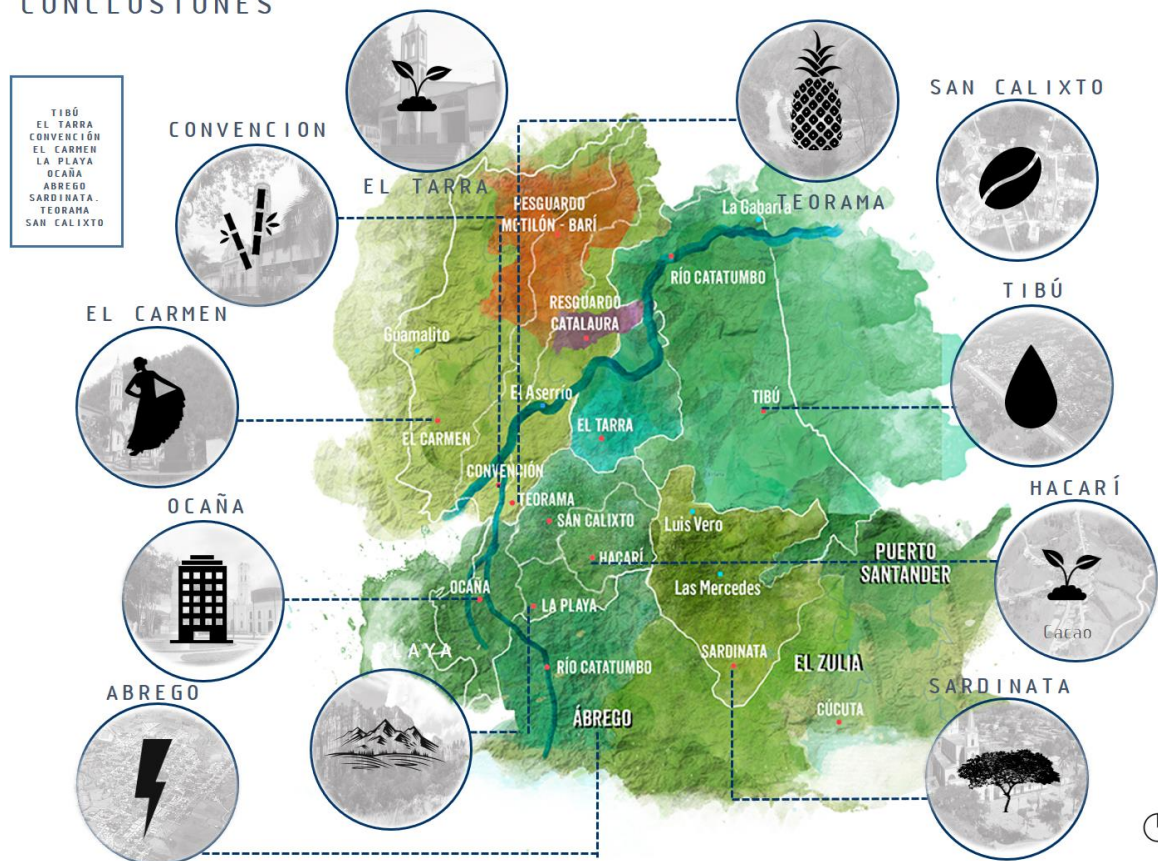 CONCLUSIONES
TIBÚ
EL TARRA
CONVENCIÓN
EL CARMEN
LA PLAYA
OCAÑA
ABREGO
SARDINATA.
TEORAMA
SAN CALIXTO
CONVENCION
EL TARRA
TEORAMA
SAN CALIXTO
EL CARMEN
TIBÚ
OCAÑA
HACARÍ
Cacao
ABREGO
PLAYA
SARDINATA
RESGUARDO
MOTILÓN - BARÍ
La Gabarra
RÍO CATATUMBO
RESGUARDO
CATALAURA
Guamalito
El Aserrío
TIBÚ
EL TARRA
EL CARMEN
CONVENCIÓN
TEORAMA
SAN CALIXTO
Luis Vero
HACARÍ
PUERTO
SANTANDER
OCAÑA
LA PLAYA
Las Mercedes
RÍO CATATUMBO
SARDINATA
EL ZULIA
ÁBREGO
CÚCUTA